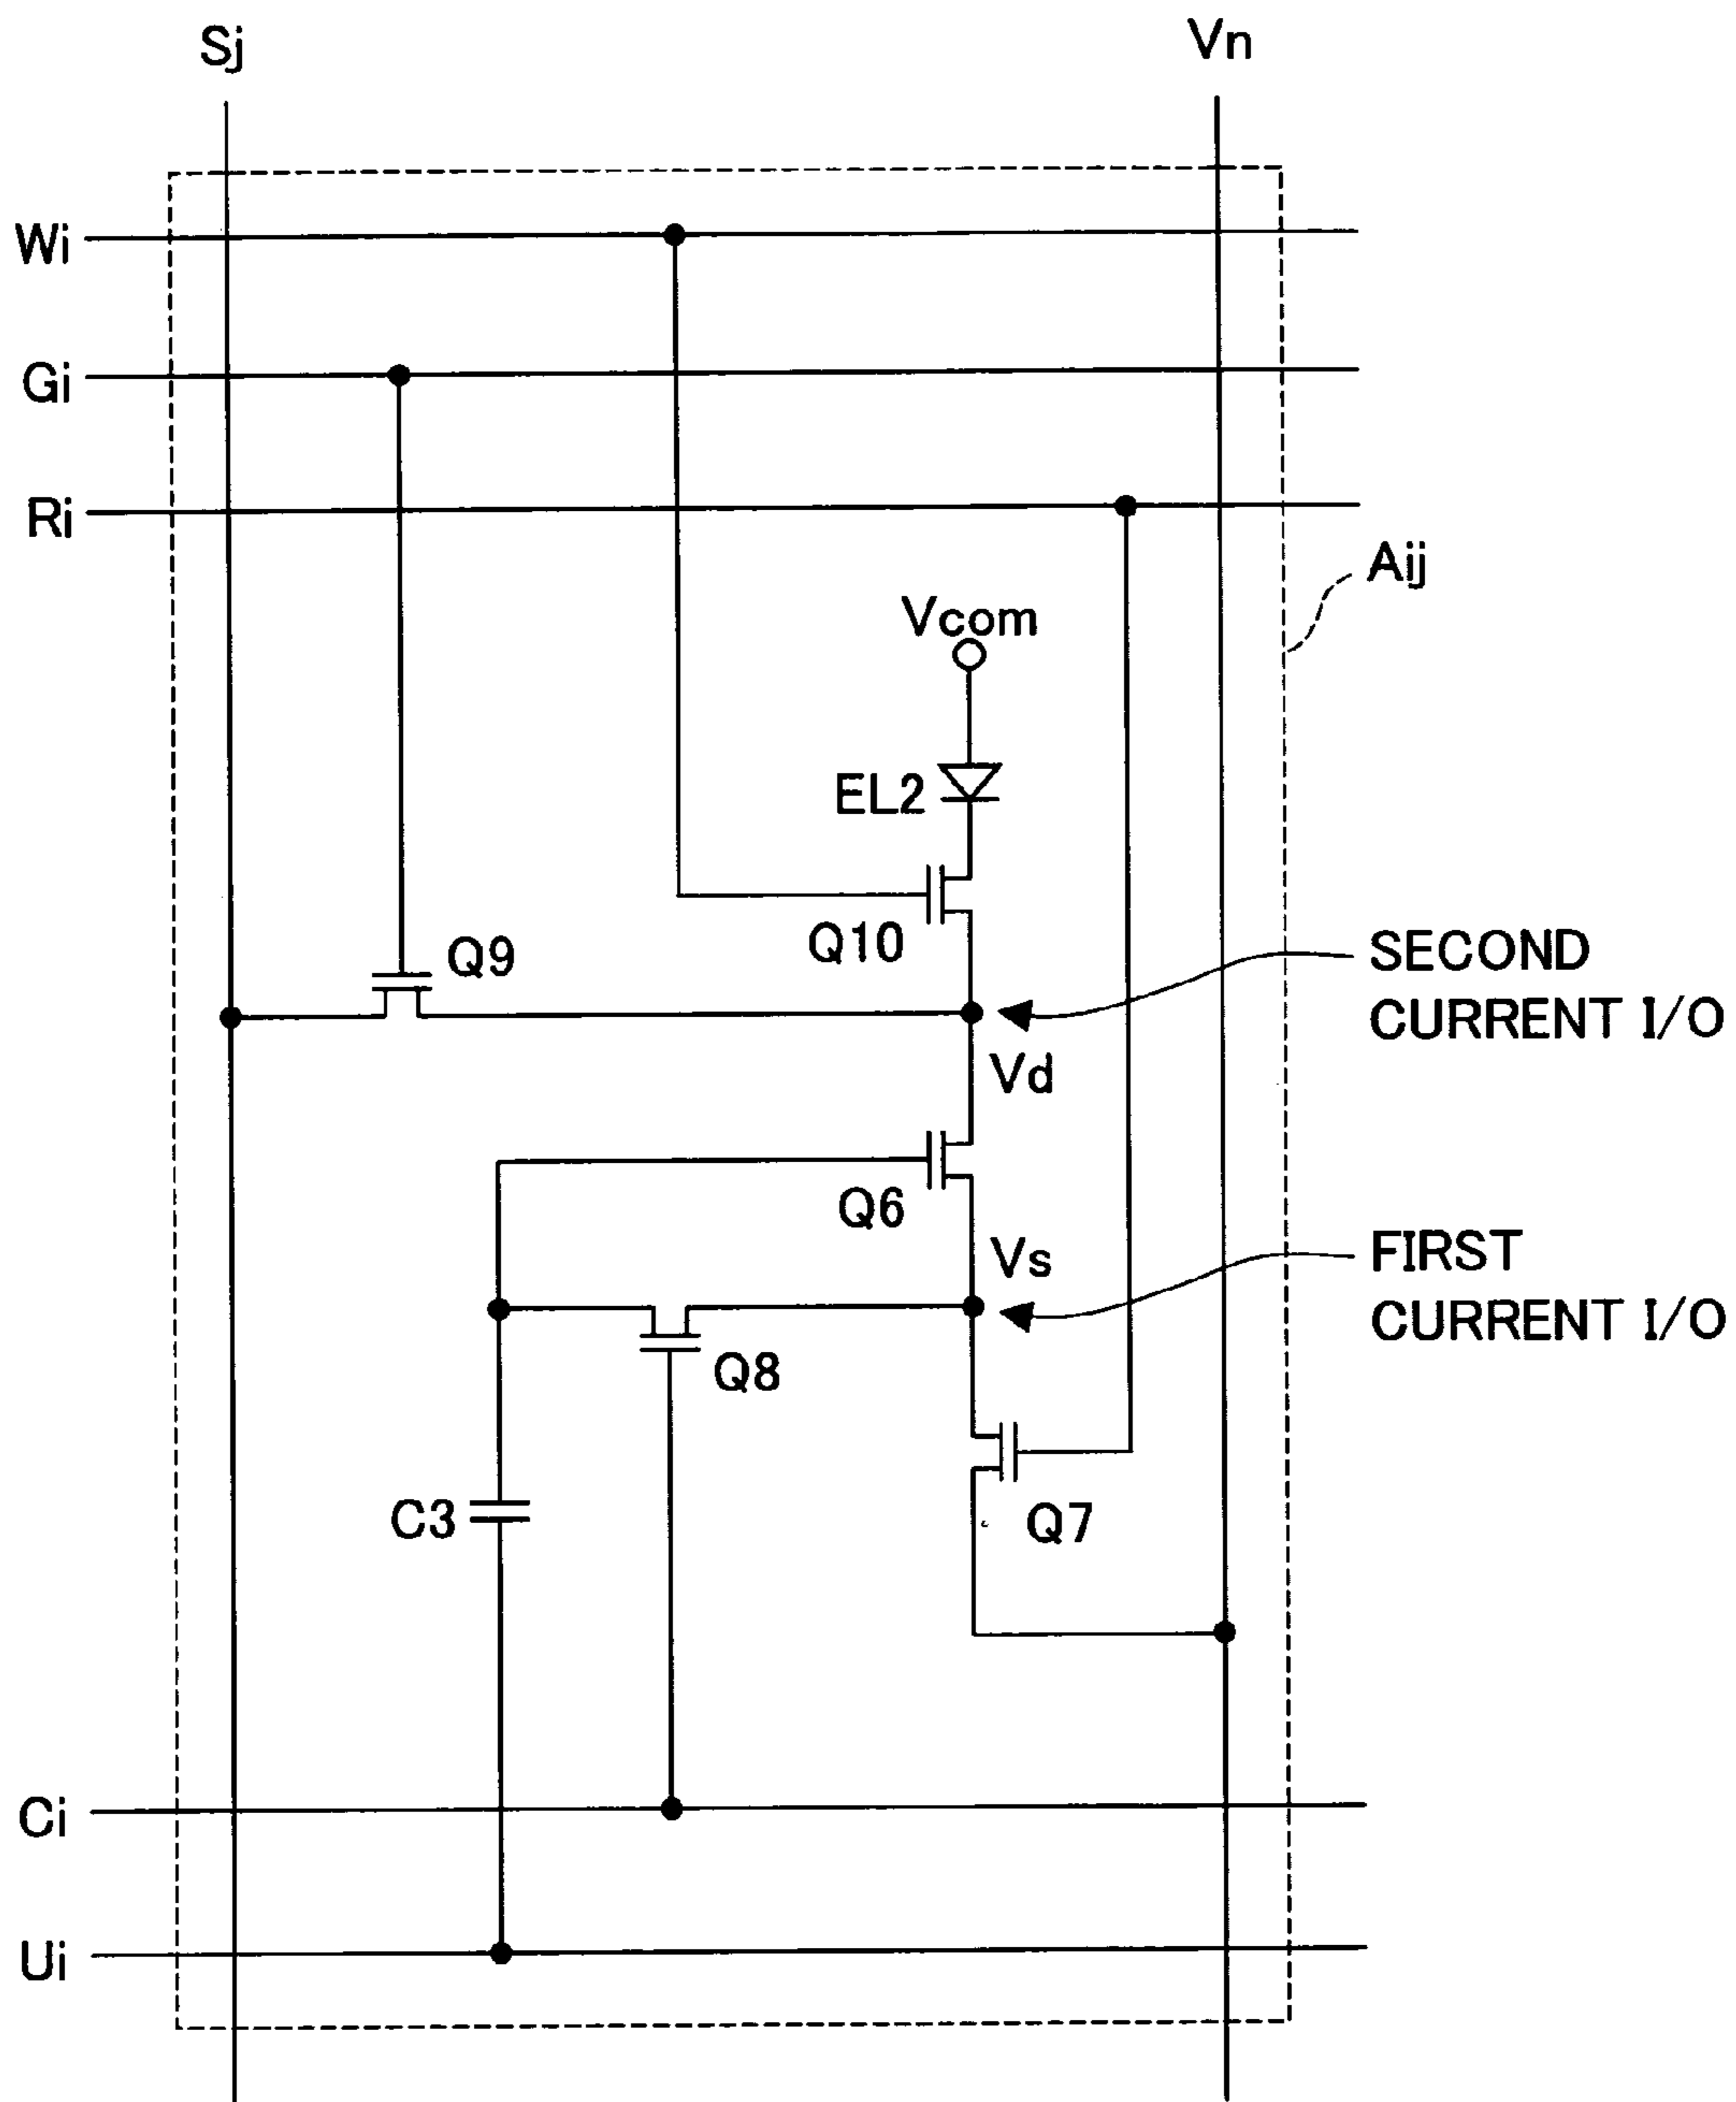 Sj
Vn
Wi
Gi
Ri
Aij
Vcom
EL2
Q10
Q9
SECOND
CURRENT I/O
Vd
Q6
Vs
FIRST
CURRENT I/O
Q8
C3
Q7
Ci
Ui